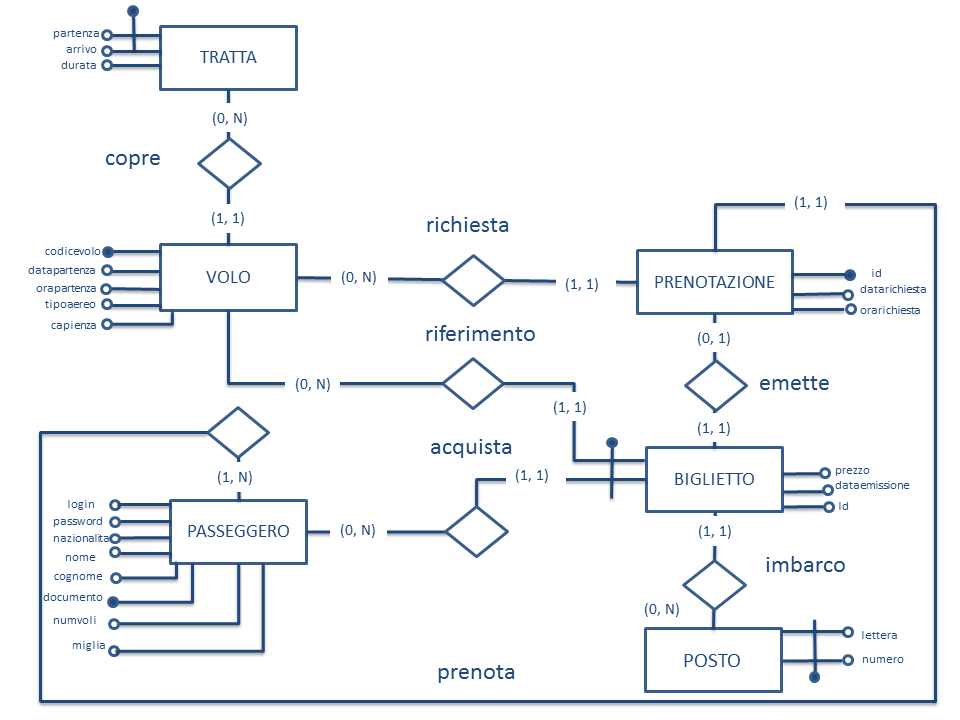 partenza
arrivo
durata
TRATTA
(0, N)
copre
(1, 1)
codicevolo
datapartenza
orapartenza
tipoaereo
capienza
VOLO
(0, N)
richiesta
(1, 1)
PRENOTAZIONE
(1, 1)
id
datarichiesta
orarichiesta
riferimento
(0, N)
(1, 1)
(0, 1)
emette
(1, 1)
acquista
(1, 1)
BIGLIETTO
prezzo
dataemissione
Id
(1, N)
login
password
nazionalita
nome
cognome
documento
numvoli
miglia
PASSEGGERO
(0, N)
(1, 1)
imbarco
(0, N)
POSTO
lettera
numero
prenota